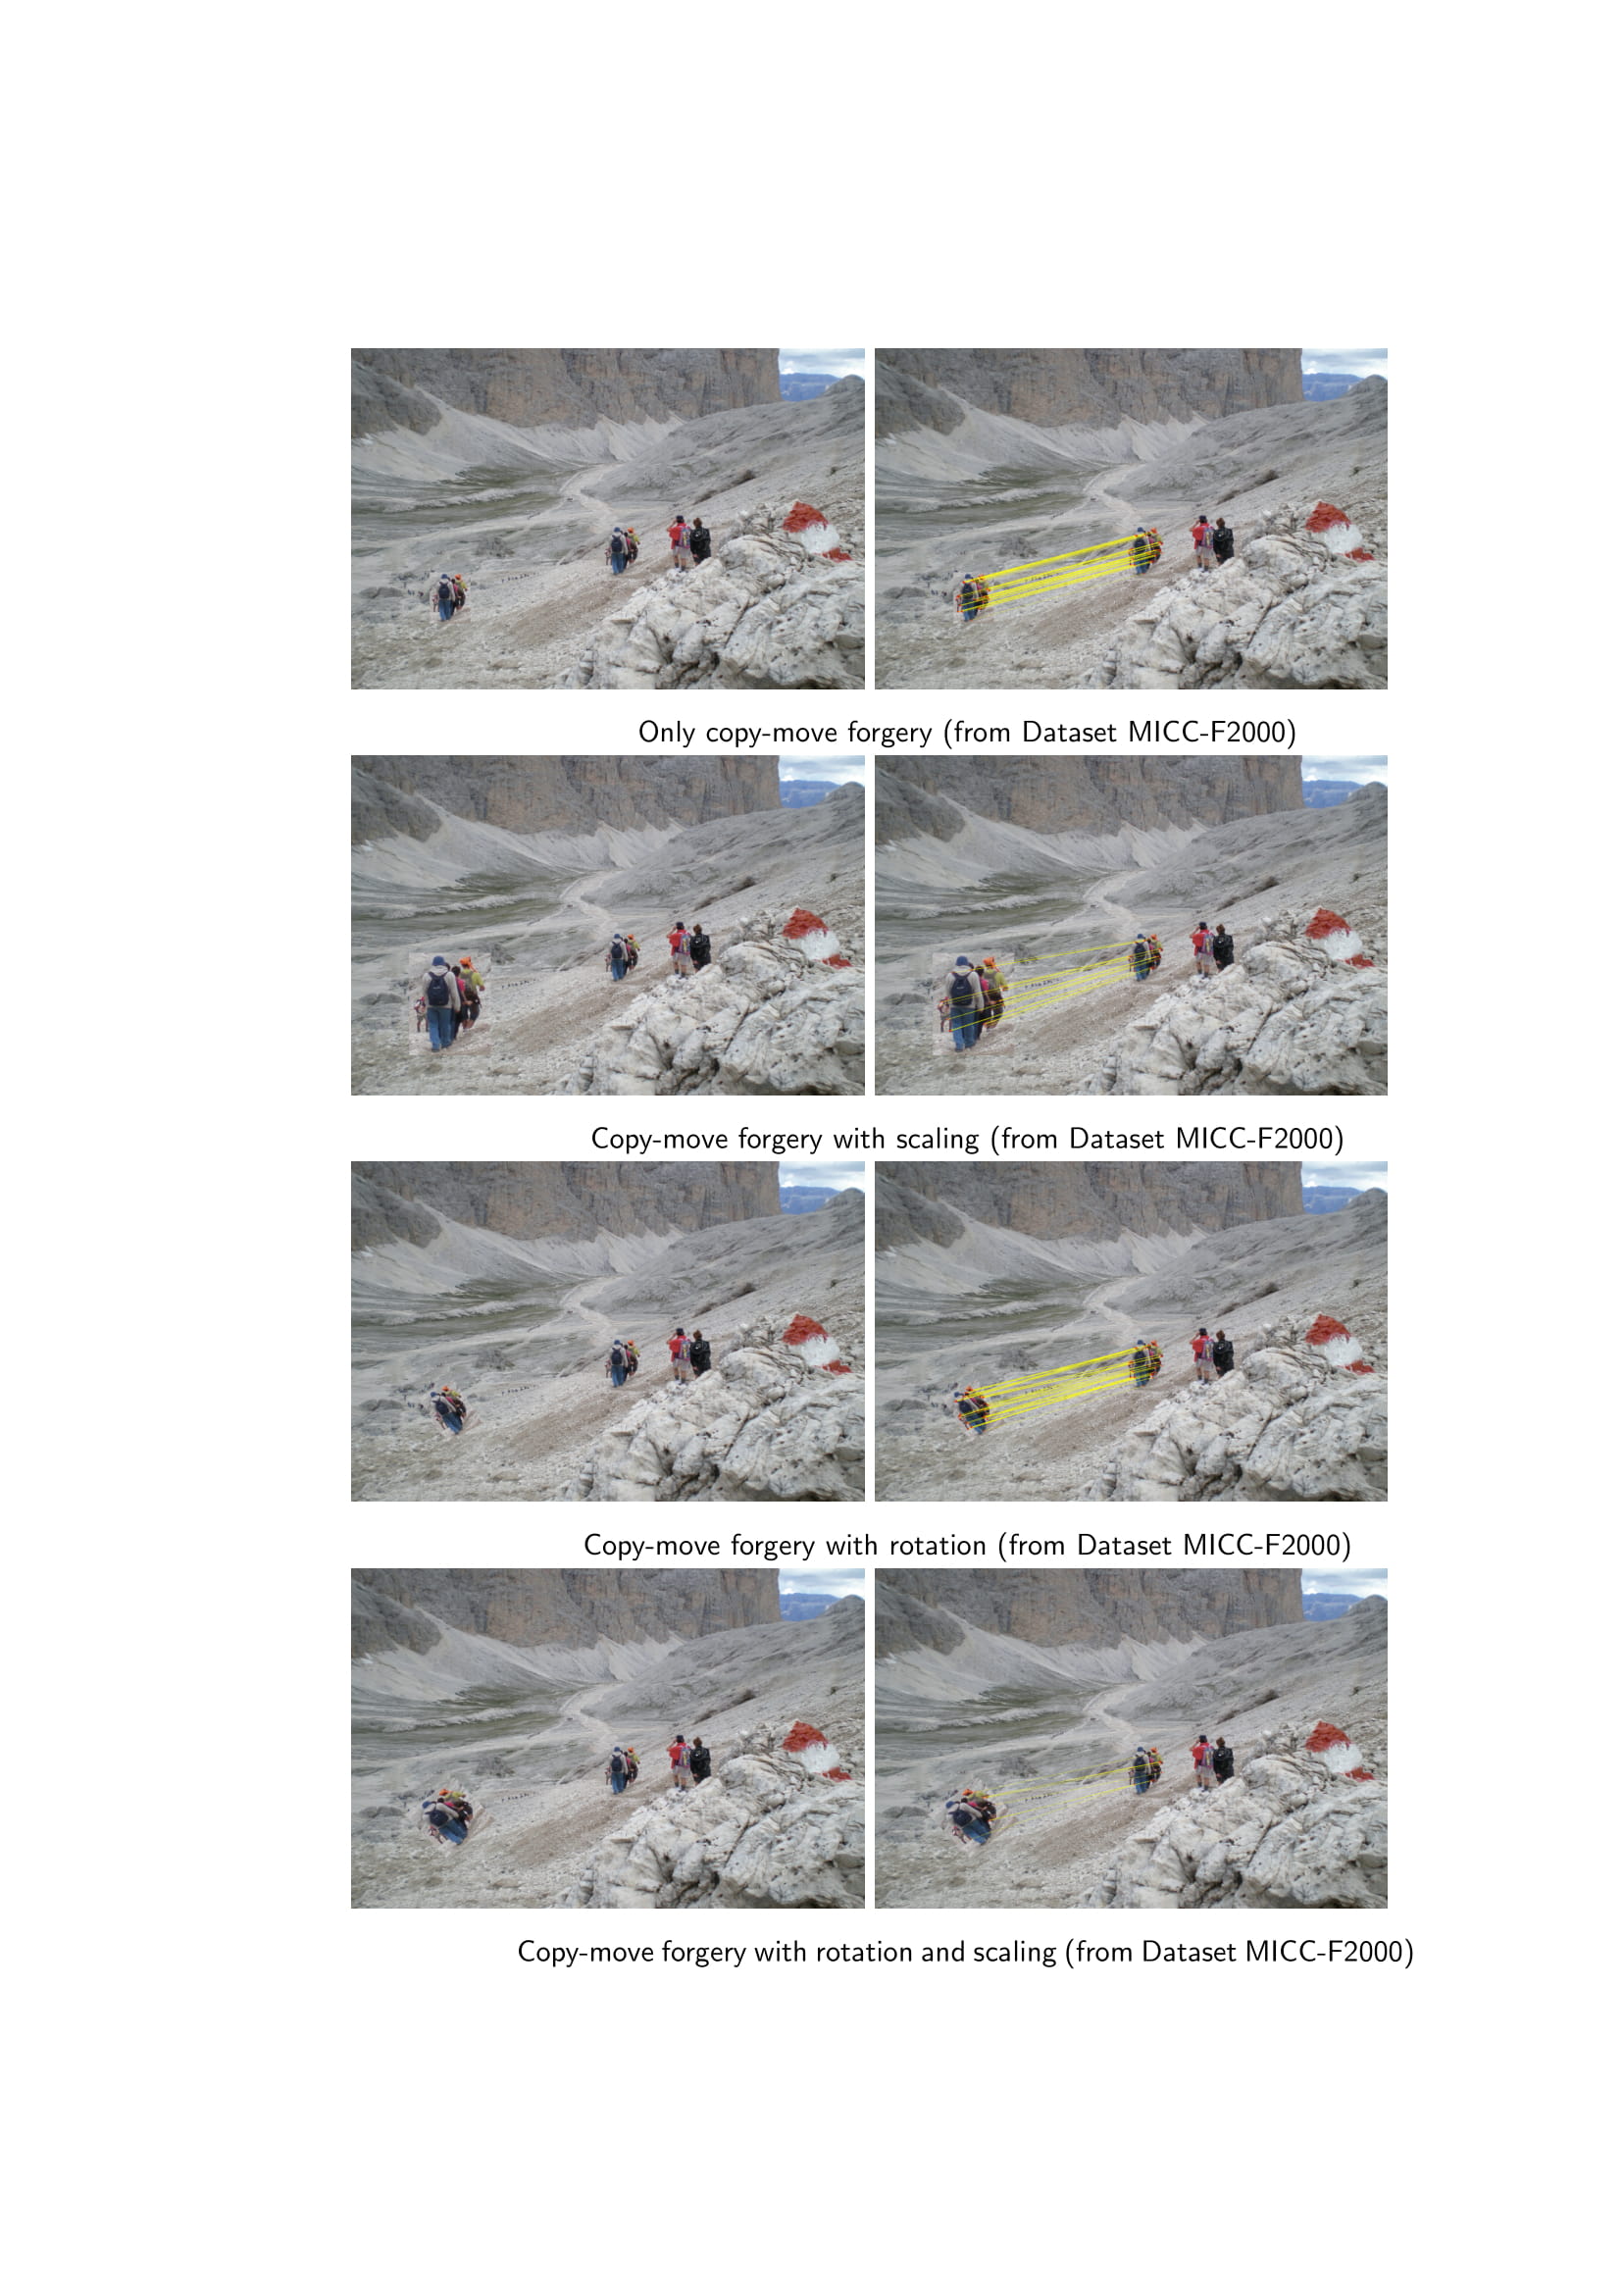 Only copy-move forgery (from Dataset MICC-F2000)
Copy-move forgery with scaling (from Dataset MICC-F2000)
Copy-move forgery with rotation (from Dataset MICC-F2000)
Copy-move forgery with rotation and scaling (from Dataset MICC-F2000)